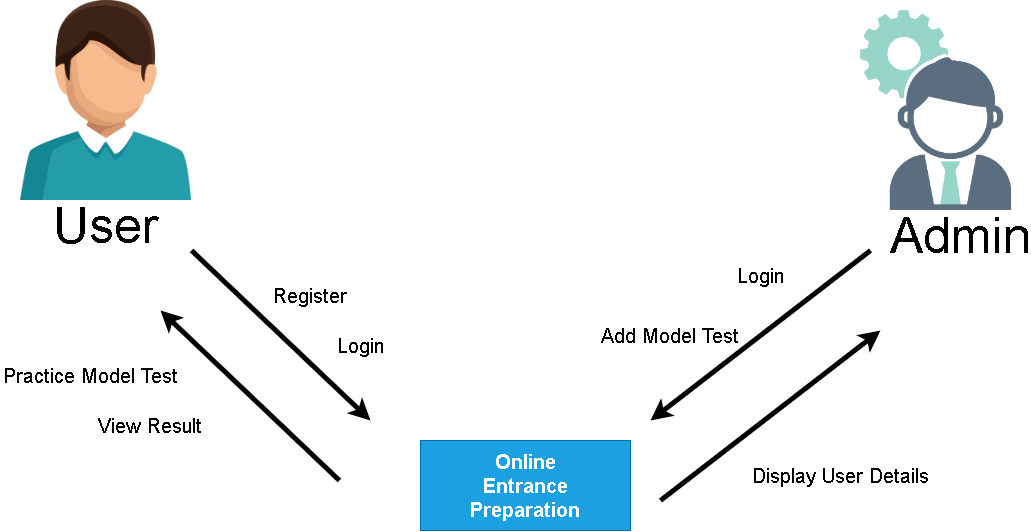 User
Admin
Register
Login
Login
Add Model Test
Practice Model Test
View Result
Online
Entrance
Preparation
Display User Details